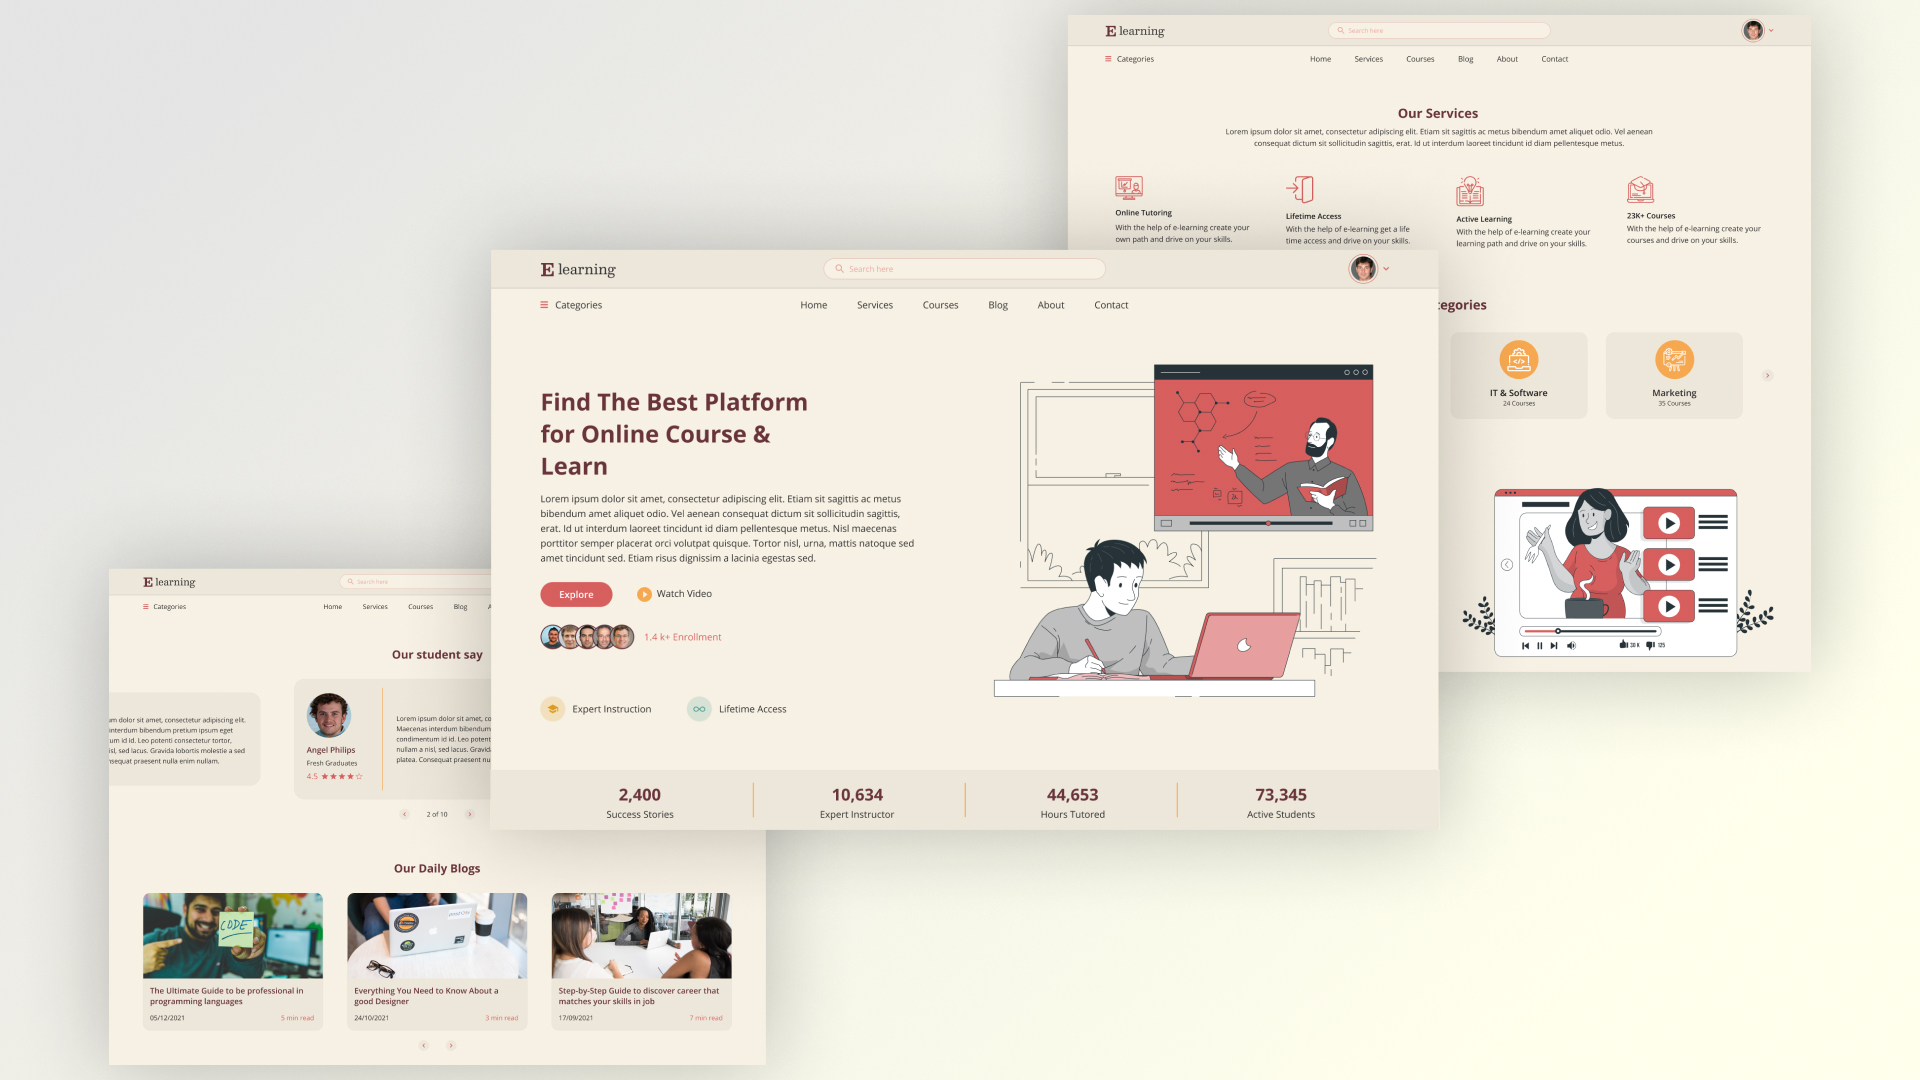 E learning
Search here
Categories
Home Services Courses Blog About Contact
Our Services
Lorem ipsum dolor sit amet, consectetur adipiscing elit. Etiam sit sagittis ac metus bibendum amet aliquet odio. Vel aenean
consequat dictum sit sollicitudin sagittis, erat. Id ut interdum laoreet tincidunt id diam pellentesque metus.
Online Tutoring
With the help of e-learning create your
own path and drive on your skills.
Lifetime Access
With the help of e-learning get a life
time access and drive on your skills.
Active Learning
With the help of e-learning create your
learning path and drive on your skills.
23K+ Courses
With the help of e-learning create your
courses and drive on your skills.
tegories
IT & Software
24 Courses
Marketing
35 Courses
30 K 125
E learning
Search here
Categories
Home Services Courses Blog About Contact
Find The Best Platform
for Online Course &
Learn
Lorem ipsum dolor sit amet, consectetur adipiscing elit. Etiam sit sagittis ac metus
bibendum amet aliquet odio. Vel aenean consequat dictum sit sollicitudin sagittis,
erat. Id ut interdum laoreet tincidunt id diam pellentesque metus. Nisl maecenas
porttitor semper placerat orci volutpat quisque. Tortor nisl, urna, mattis natoque sed
amet tincidunt sed. Etiam risus dignissim a lacinia egestas sed.
Explore
Watch Video
1.4 k+ Enrollment
Expert Instruction
Lifetime Access
2,400
Success Stories
10,634
Expert Instructor
44,653
Hours Tutored
73,345
Active Students
E learning
Search here
Categories
Home Services Courses Blog A
Our student say
um dolor sit amet, consectetur adipiscing elit.
interdum bibendum pretium ipsum eget
um id id. Leo potenti consectetur tortor,
isl, sed lacus. Gravida lobortis molestie a sed
nsequat praesent nulla enim nullam.
Angel Philips
Fresh Graduates
4.5
Lorem ipsum dolor sit amet, co
Maecenas interdum bibendum
condimentum id id. Leo potent
nullam a nisl, sed lacus. Gravida
platea. Consequat praesent nu
2 of 10
Our Daily Blogs
CODE
The Ultimate Guide to be professional in
programming languages
05/12/2021 5 min read
Everything You Need to Know About a
good Designer
24/10/2021 3 min read
Step-by-Step Guide to discover career that
matches your skills in job
17/09/2021 7 min read